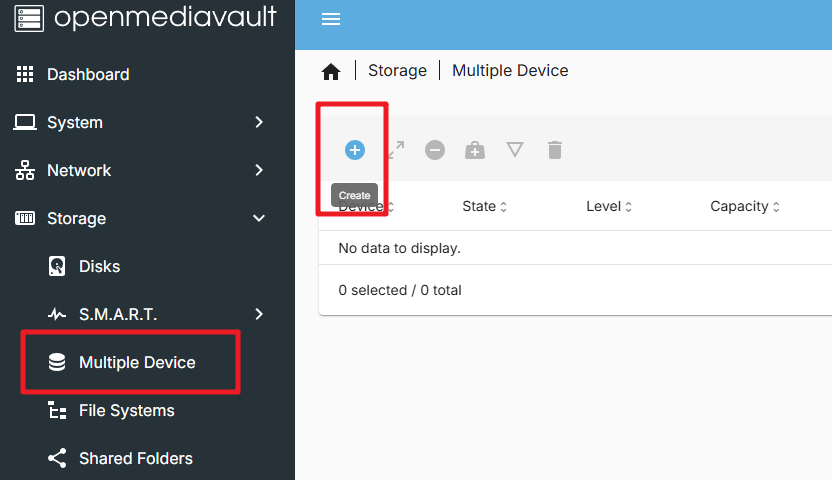 openmediavault
Dashboard
System
Network
Storage
Disks
S.M.A.R.T.
Multiple Device
File Systems
Shared Folders
Storage
Multiple Device
Create
Device
State
Level
Capacity
No data to display.
0 selected / 0 total